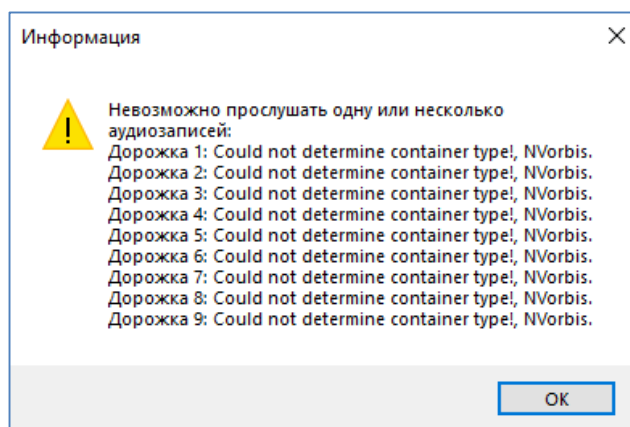 Информация
Невозможно прослушать одну или несколько
аудиозаписей:
Дорожка 1: Could not determine container type!, NVorbis.
Дорожка 2: Could not determine container type!, NVorbis.
Дорожка 3: Could not determine container type!, NVorbis.
Дорожка 4: Could not determine container type!, NVorbis.
Дорожка 5: Could not determine container type!, NVorbis.
Дорожка 6: Could not determine container type!, NVorbis.
Дорожка 7: Could not determine container type!, NVorbis.
Дорожка 8: Could not determine container type!, NVorbis.
Дорожка 9: Could not determine container type!, NVorbis.
ОК